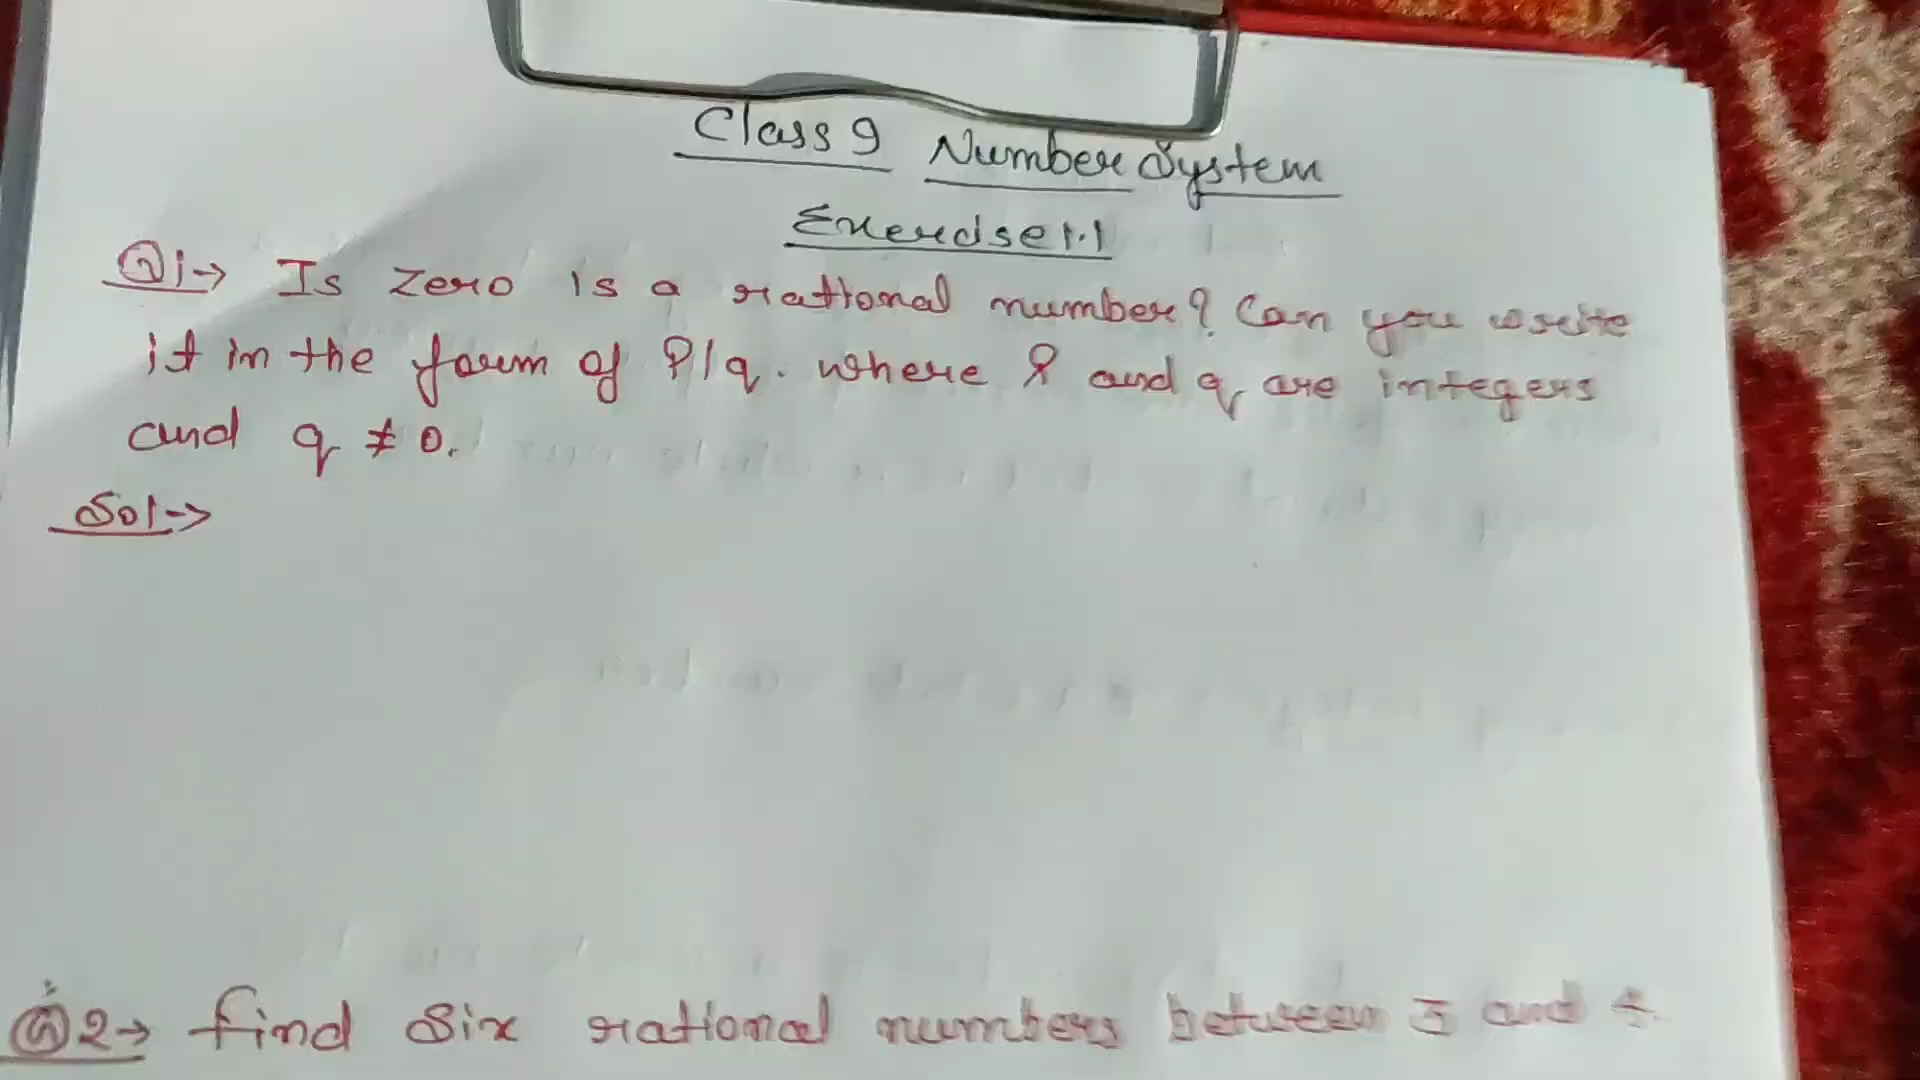 Class 9 Number System
Exercise 1.1
Q1→ Is zero is a rational number? Can you write
it in the form of P/q. where P and q are integers
and q ≠ 0.
Sol→
Q2→ find six rational numbers between 3 and 4.